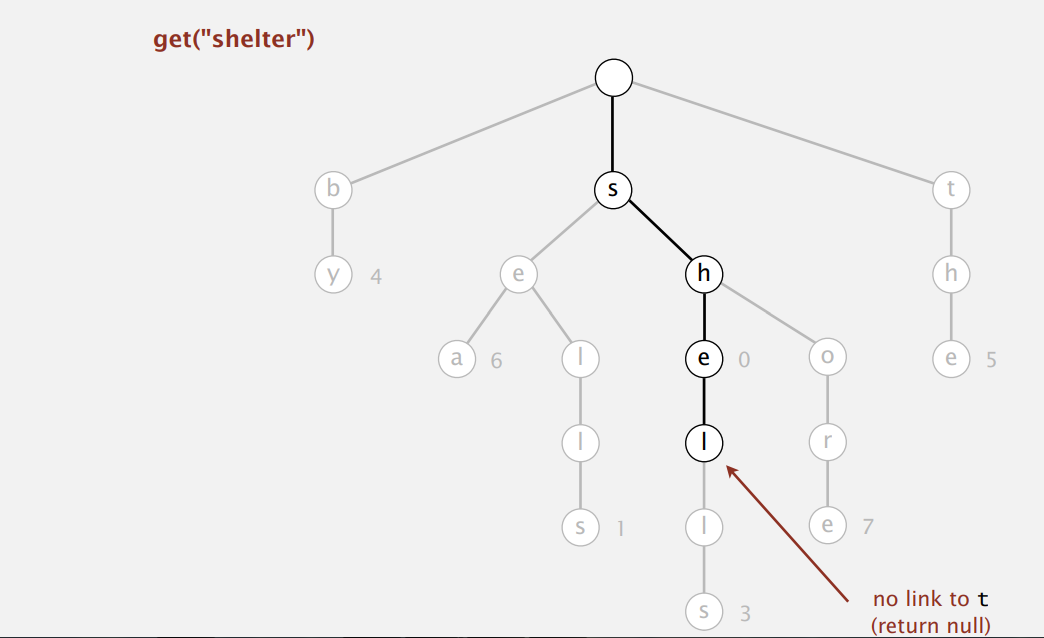 get("shelter")
b s t
y 4 e h h
a 6 l e 0 o e 5
l l r
s 1 l e 7
s 3
no link to t
(return null)